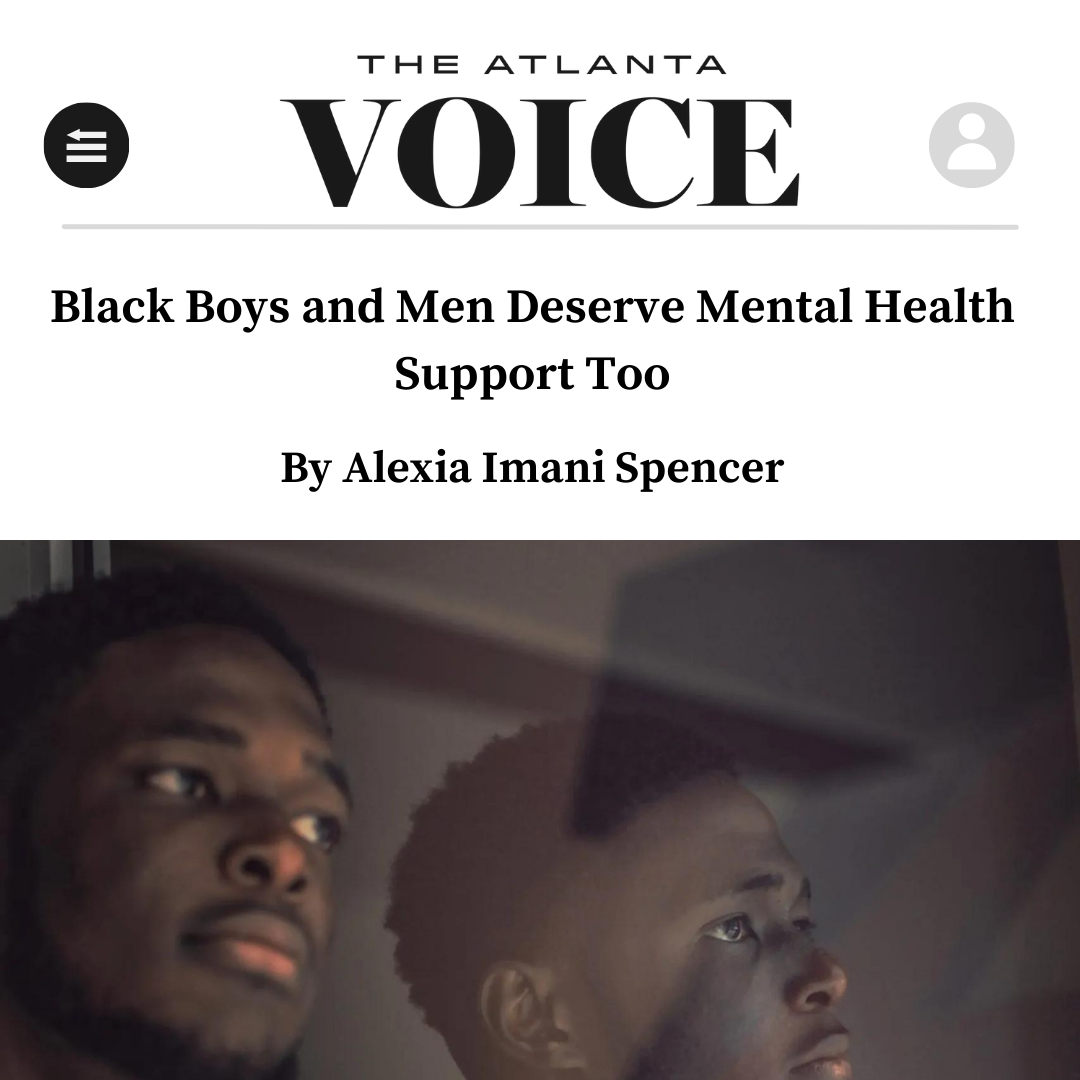 THE ATLANTA
VOICE
Black Boys and Men Deserve Mental Health
Support Too
By Alexia Imani Spencer